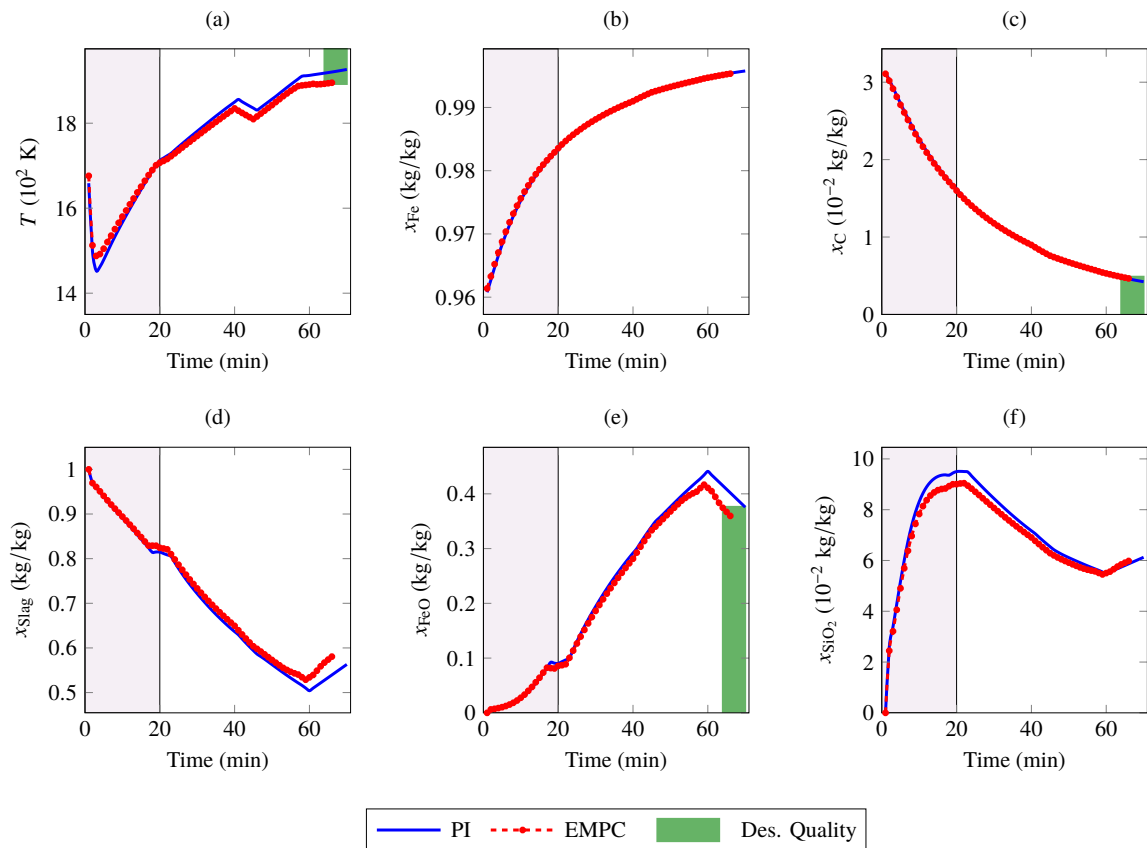 (a) (b) (c)
18
16
14
T (10² K)
0 20 40 60
Time (min)
0.99
0.98
0.97
0.96
x_Fe (kg/kg)
0 20 40 60
Time (min)
3
2
1
0
x_C (10⁻² kg/kg)
0 20 40 60
Time (min)
(d) (e) (f)
1
0.9
0.8
0.7
0.6
0.5
x_Slag (kg/kg)
0 20 40 60
Time (min)
0.4
0.3
0.2
0.1
0
x_FeO (kg/kg)
0 20 40 60
Time (min)
10
8
6
4
2
0
x_SiO₂ (10⁻² kg/kg)
0 20 40 60
Time (min)
PI EMPC Des. Quality